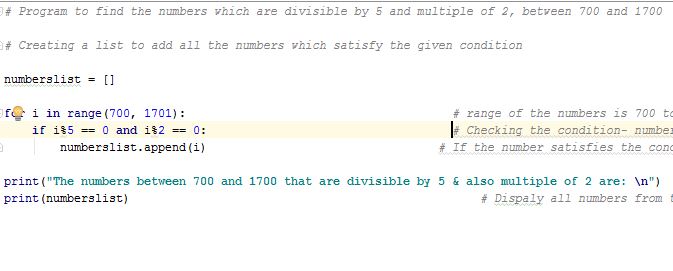 # Program to find the numbers which are divisible by 5 and multiple of 2, between 700 and 1700
# Creating a list to add all the numbers which satisfy the given condition
numberslist = []
for i in range(700, 1701): # range of the numbers is 700 to
if i%5 == 0 and i%2 == 0: # Checking the condition- number
numberslist.append(i) # If the number satisfies the cond
print("The numbers between 700 and 1700 that are divisible by 5 & also multiple of 2 are: \n")
print(numberslist) # Dispaly all numbers from t